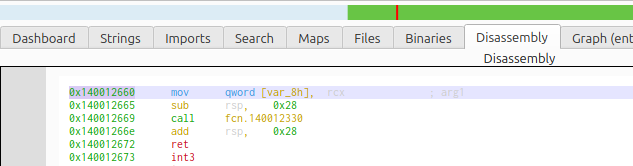 Dashboard Strings Imports Search Maps Files Binaries Disassembly Graph (ent
Disassembly
0x140012660 mov qword [var_8h], rcx ; arg1
0x140012665 sub rsp, 0x28
0x140012669 call fcn.140012330
0x14001266e add rsp, 0x28
0x140012672 ret
0x140012673 int3